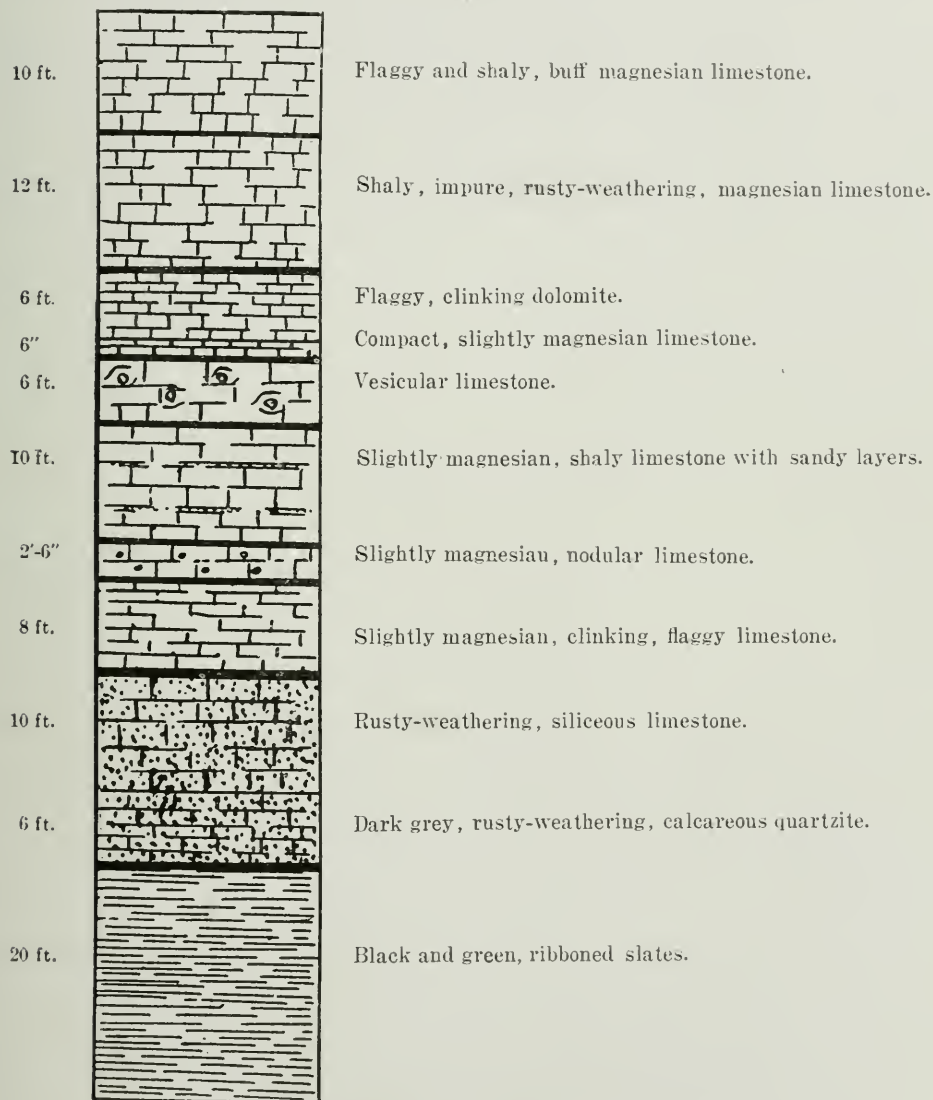 10 ft. Flaggy and shaly, buff magnesian limestone.
12 ft. Shaly, impure, rusty-weathering, magnesian limestone.
6 ft. Flaggy, clinking dolomite.
6″ Compact, slightly magnesian limestone.
6 ft. Vesicular limestone.
10 ft. Slightly magnesian, shaly limestone with sandy layers.
2′-6″ Slightly magnesian, nodular limestone.
8 ft. Slightly magnesian, clinking, flaggy limestone.
10 ft. Rusty-weathering, siliceous limestone.
6 ft. Dark grey, rusty-weathering, calcareous quartzite.
20 ft. Black and green, ribboned slates.